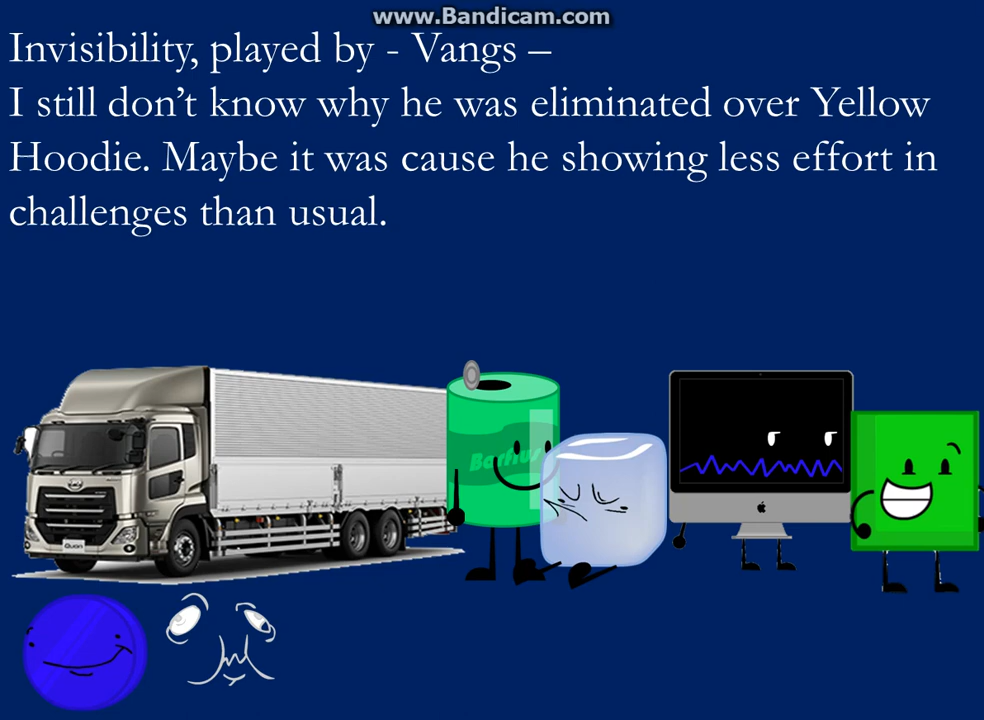 www.Bandicam.com
Invisibility, played by - Vangs –
I still don’t know why he was eliminated over Yellow
Hoodie. Maybe it was cause he showing less effort in
challenges than usual.
Quon